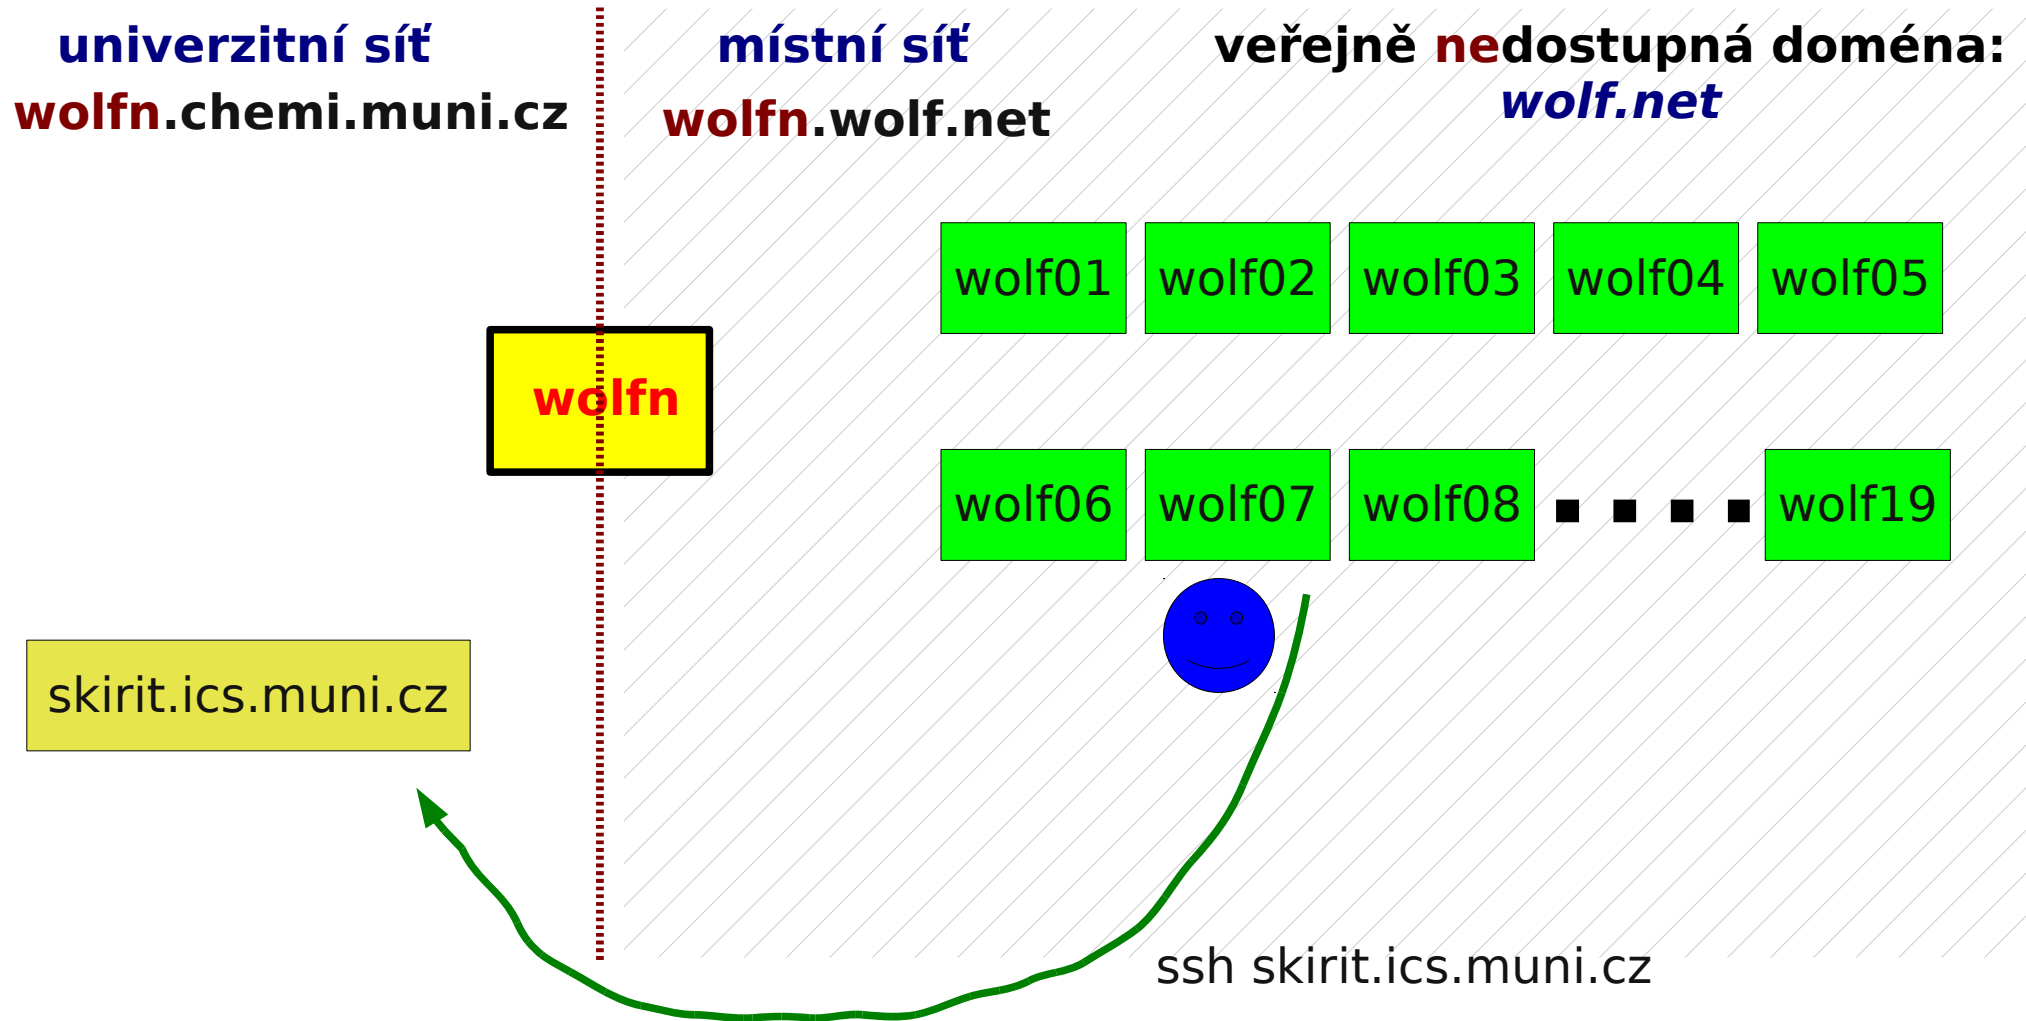 univerzitní síť
wolfn.chemi.muni.cz
místní síť
wolfn.wolf.net
veřejně nedostupná doména:
wolf.net
wolf01 wolf02 wolf03 wolf04 wolf05
wolfn
wolf06 wolf07 wolf08 wolf19
skirit.ics.muni.cz
ssh skirit.ics.muni.cz